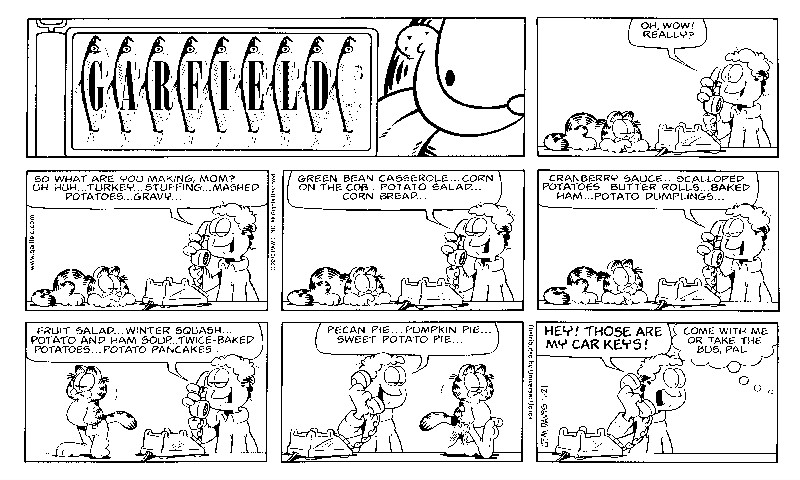 GARFIELD
OH, WOW!
REALLY?
SO WHAT ARE YOU MAKING, MOM?
UH HUH...TURKEY...STUFFING...MASHED
POTATOES...GRAVY...
GREEN BEAN CASSEROLE...CORN
ON THE COB. POTATO SALAD...
CORN BREAD...
CRANBERRY SAUCE... SCALLOPED
POTATOES BUTTER ROLLS...BAKED
HAM...POTATO DUMPLINGS...
FRUIT SALAD...WINTER SQUASH...
POTATO AND HAM SOUP...TWICE-BAKED
POTATOES...POTATO PANCAKES.
PECAN PIE...PUMPKIN PIE...
SWEET POTATO PIE...
HEY! THOSE ARE
MY CAR KEYS!
COME WITH ME
OR TAKE THE
BUS, PAL
JIM DAVIS 11-21